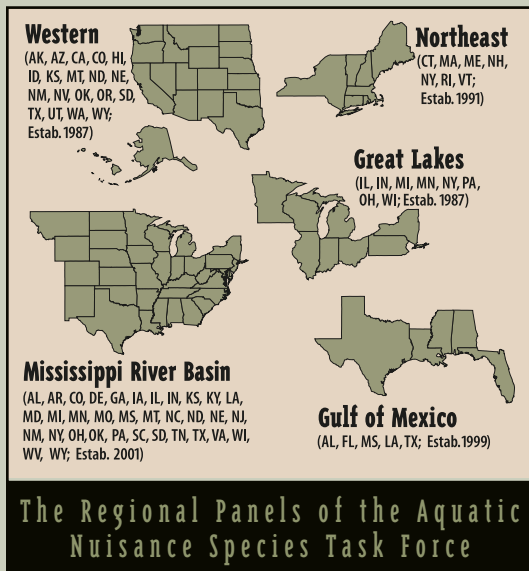 Western
(AK, AZ, CA, CO, HI,
ID, KS, MT, ND, NE,
NM, NV, OK, OR, SD,
TX, UT, WA, WY;
Estab. 1987)
Northeast
(CT, MA, ME, NH,
NY, RI, VT;
Estab. 1991)
Great Lakes
(IL, IN, MI, MN, NY, PA,
OH, WI; Estab. 1987)
Mississippi River Basin
(AL, AR, CO, DE, GA, IA, IL, IN, KS, KY, LA,
MD, MI, MN, MO, MS, MT, NC, ND, NE, NJ,
NM, NY, OH, OK, PA, SC, SD, TN, TX, VA, WI,
WV, WY; Estab. 2001)
Gulf of Mexico
(AL, FL, MS, LA, TX; Estab. 1999)
The Regional Panels of the Aquatic
Nuisance Species Task Force